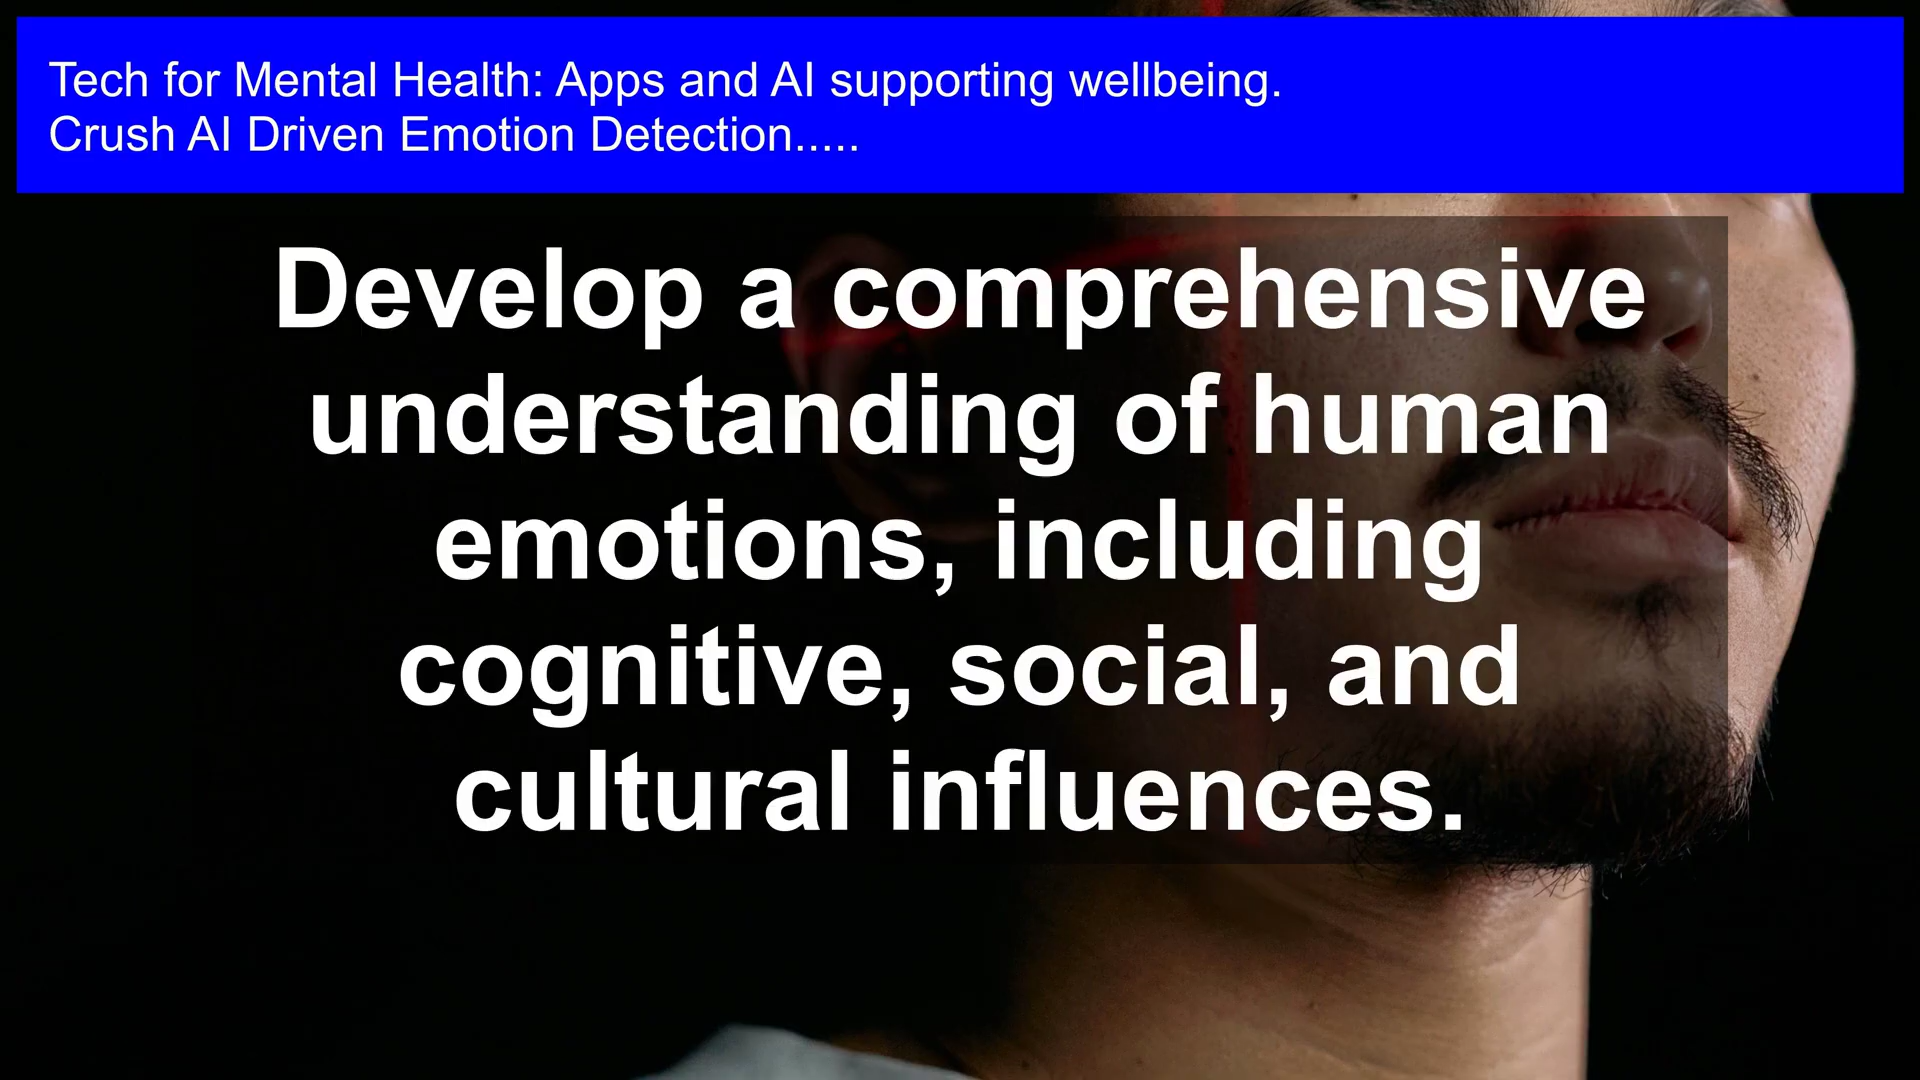 Tech for Mental Health: Apps and AI supporting wellbeing.
Crush AI Driven Emotion Detection.....
Develop a comprehensive
understanding of human
emotions, including
cognitive, social, and
cultural influences.